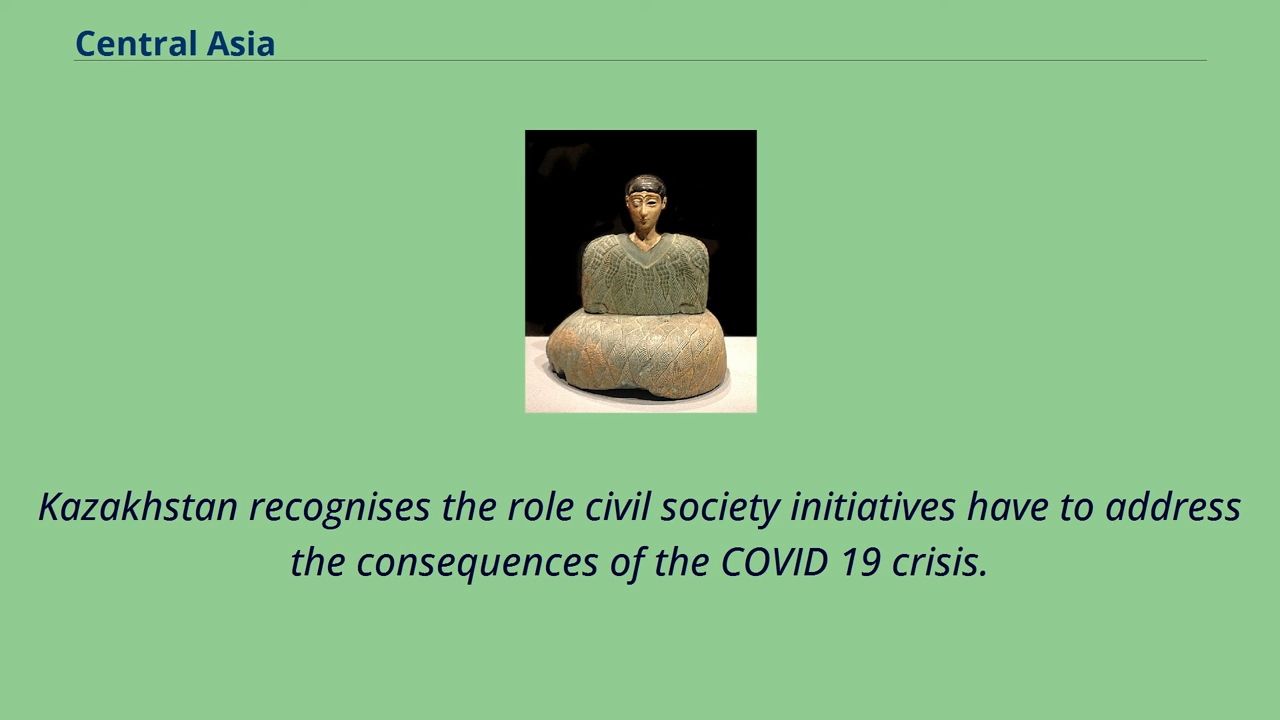 Central Asia
Kazakhstan recognises the role civil society initiatives have to address
the consequences of the COVID 19 crisis.